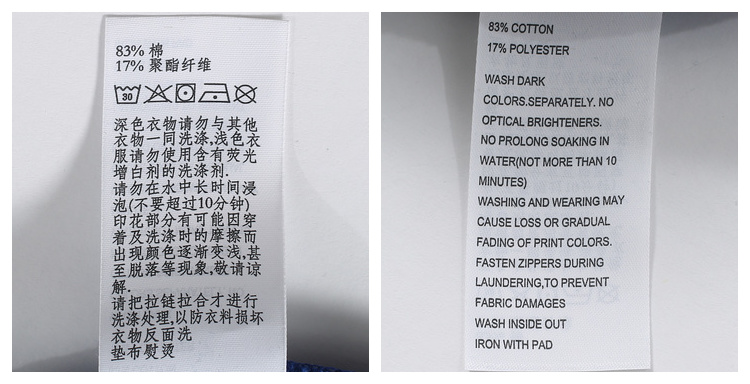 83% 棉
17% 聚酯纤维
30
深色衣物请勿与其他
衣物一同洗涤,浅色衣
服请勿使用含有荧光
增白剂的洗涤剂.
请勿在水中长时间浸
泡(不要超过10分钟)
印花部分有可能因穿
着及洗涤时的摩擦而
出现颜色逐渐变浅,甚
至脱落等现象,敬请谅
解.
请把拉链拉合才进行
洗涤处理,以防衣料损坏
衣物反面洗
垫布熨烫
83% COTTON
17% POLYESTER
WASH DARK
COLORS.SEPARATELY. NO
OPTICAL BRIGHTENERS.
NO PROLONG SOAKING IN
WATER(NOT MORE THAN 10
MINUTES)
WASHING AND WEARING MAY
CAUSE LOSS OR GRADUAL
FADING OF PRINT COLORS.
FASTEN ZIPPERS DURING
LAUNDERING,TO PREVENT
FABRIC DAMAGES
WASH INSIDE OUT
IRON WITH PAD